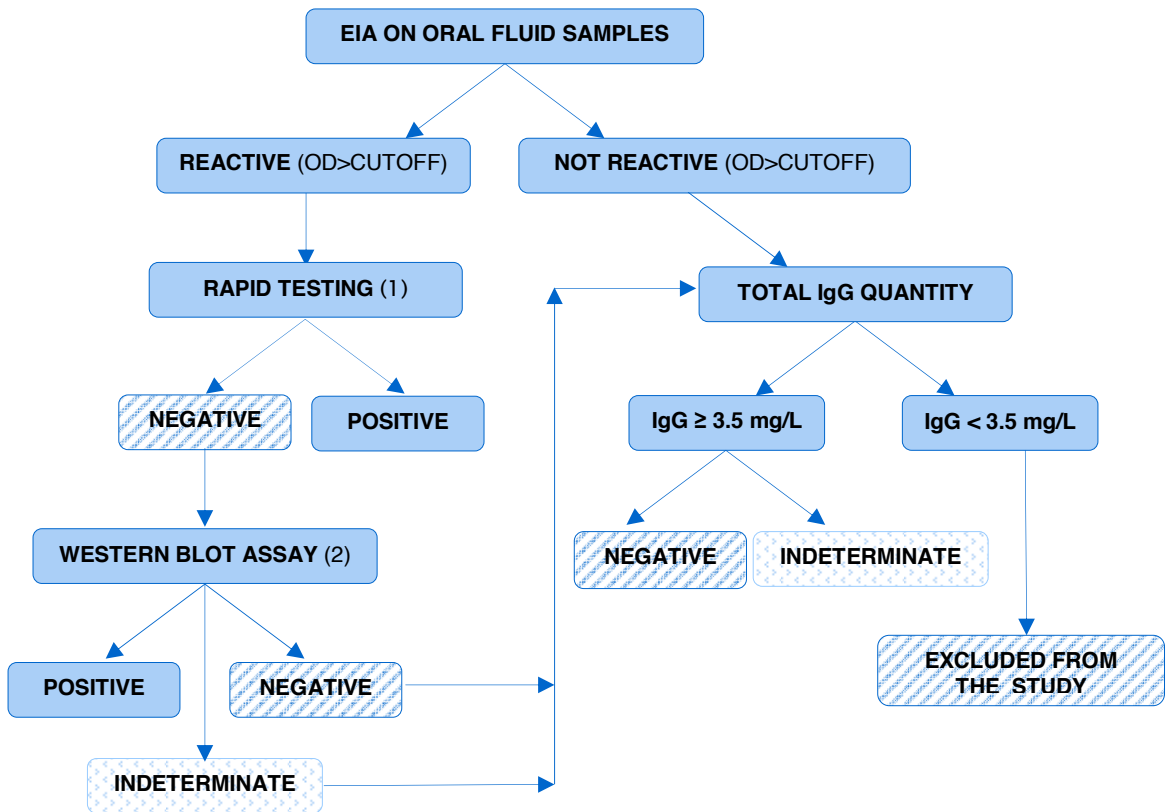 EIA ON ORAL FLUID SAMPLES
REACTIVE (OD>CUTOFF)
NOT REACTIVE (OD>CUTOFF)
RAPID TESTING (1)
TOTAL IgG QUANTITY
NEGATIVE
POSITIVE
IgG ≥ 3.5 mg/L
IgG < 3.5 mg/L
WESTERN BLOT ASSAY (2)
NEGATIVE
INDETERMINATE
POSITIVE
NEGATIVE
EXCLUDED FROM
THE STUDY
INDETERMINATE